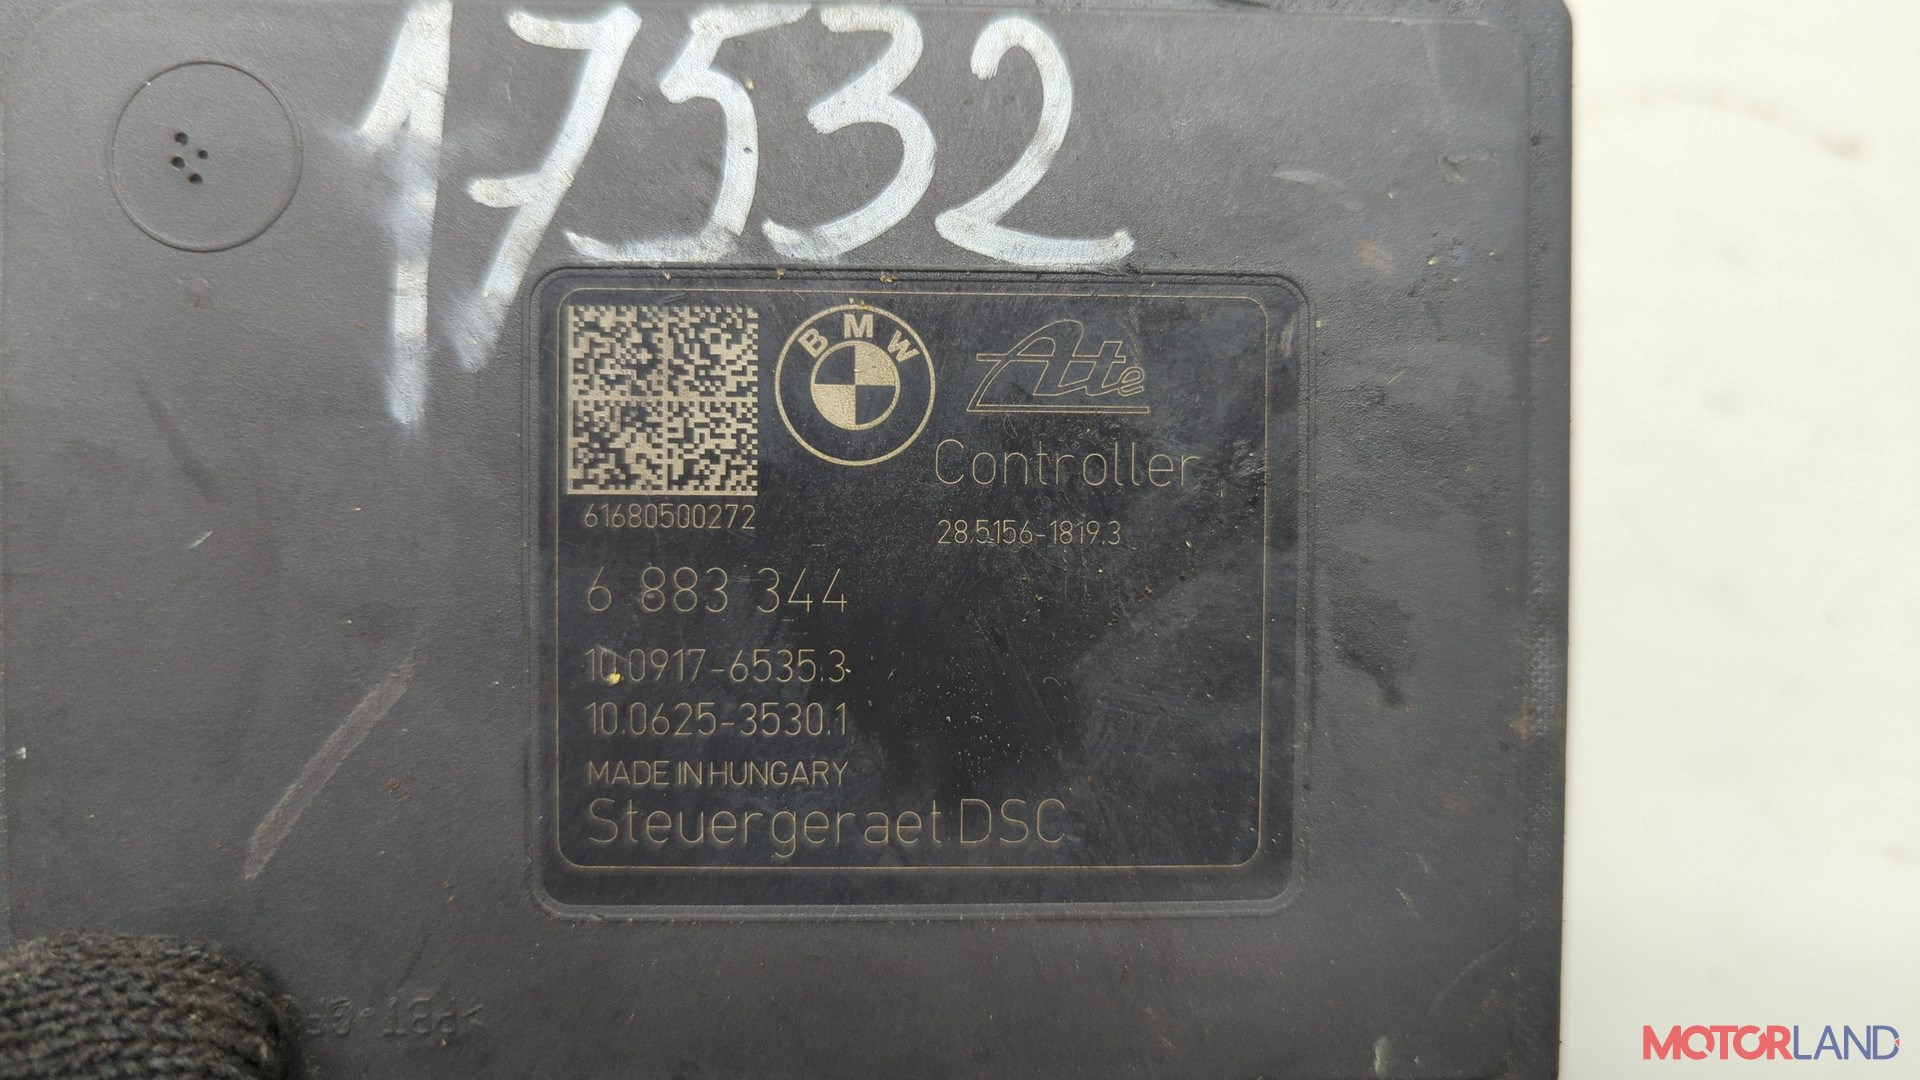 17532
BMW
Ate
Controller
61680500272
28.5156-1819.3
6 883 344
10.0917-6535.3
10.0625-3530.1
MADE IN HUNGARY
Steuergeraet DSC
MOTORLAND